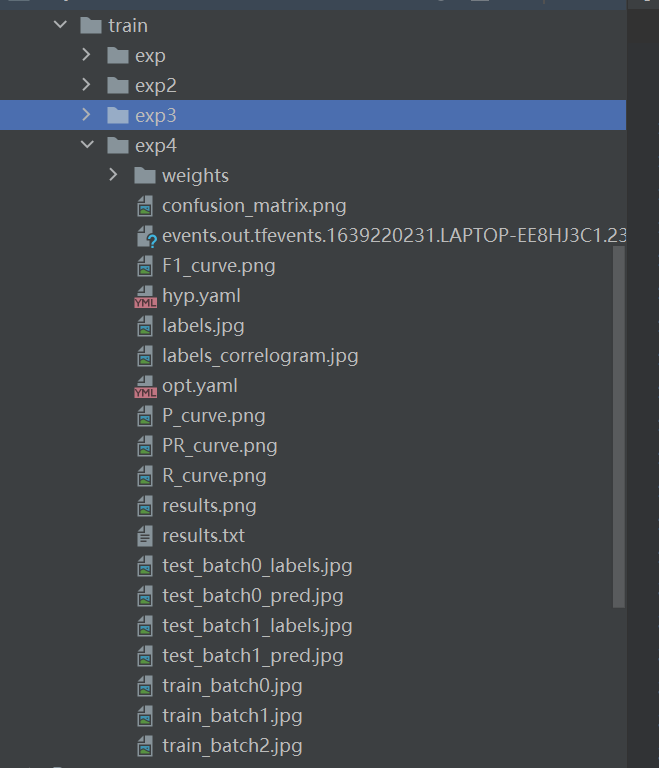 train
exp
exp2
exp3
exp4
weights
confusion_matrix.png
events.out.tfevents.1639220231.LAPTOP-EE8HJ3C1.23
F1_curve.png
YML hyp.yaml
labels.jpg
labels_correlogram.jpg
YML opt.yaml
P_curve.png
PR_curve.png
R_curve.png
results.png
results.txt
test_batch0_labels.jpg
test_batch0_pred.jpg
test_batch1_labels.jpg
test_batch1_pred.jpg
train_batch0.jpg
train_batch1.jpg
train_batch2.jpg